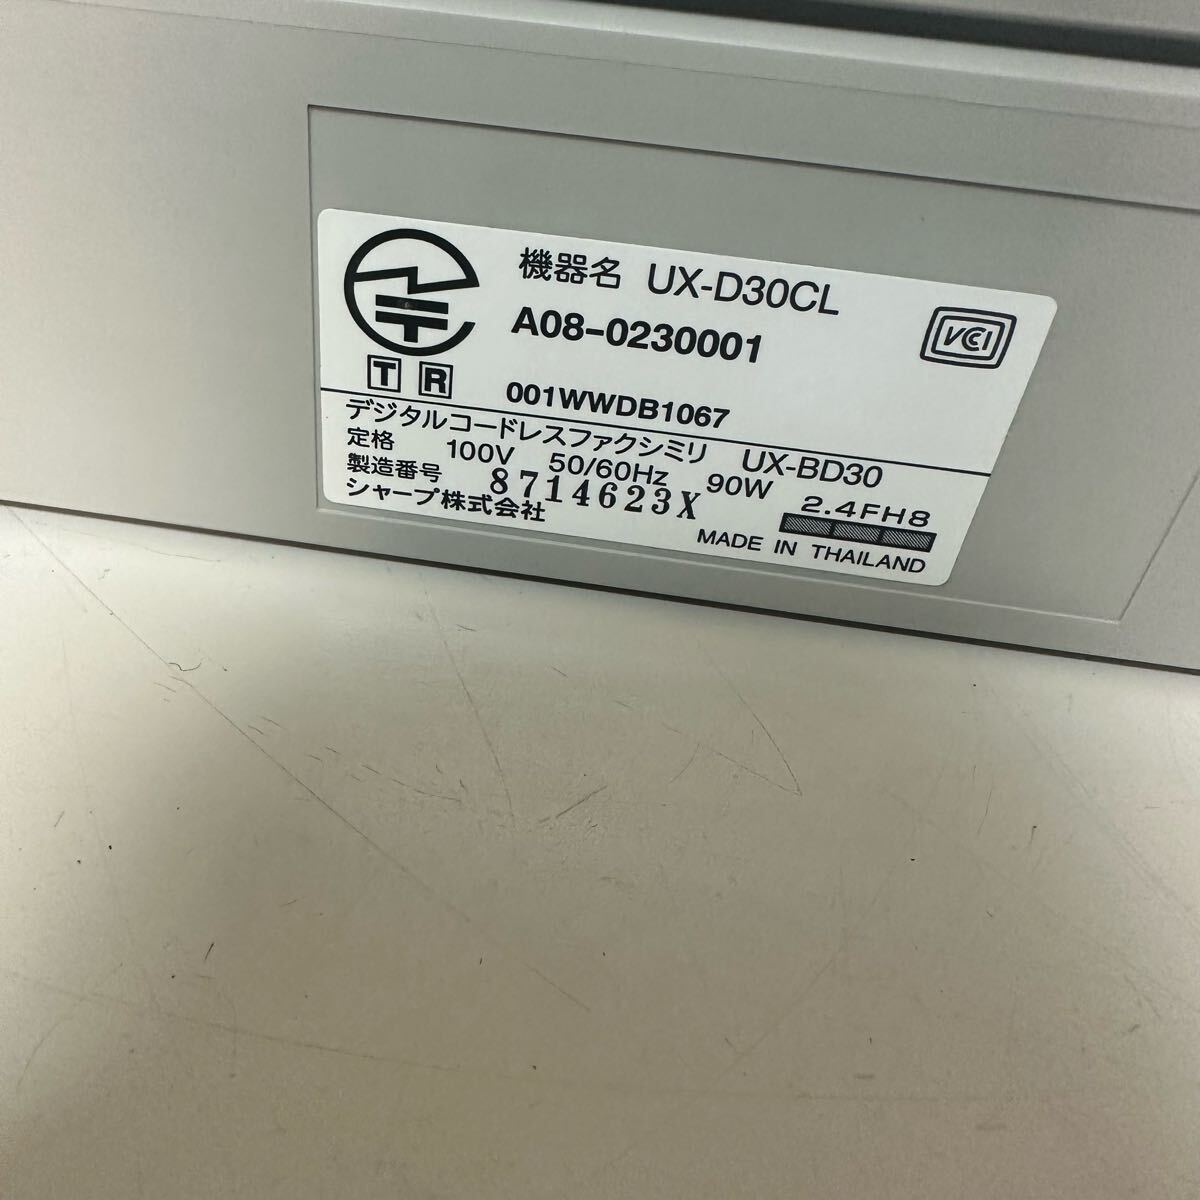 機器名 UX-D30CL
A08-0230001
VCCI
T R 001WWDB1067
デジタルコードレスファクシミリ UX-BD30
定格 100V 50/60Hz 90W
製造番号 8714623X 2.4FH8
シャープ株式会社
MADE IN THAILAND